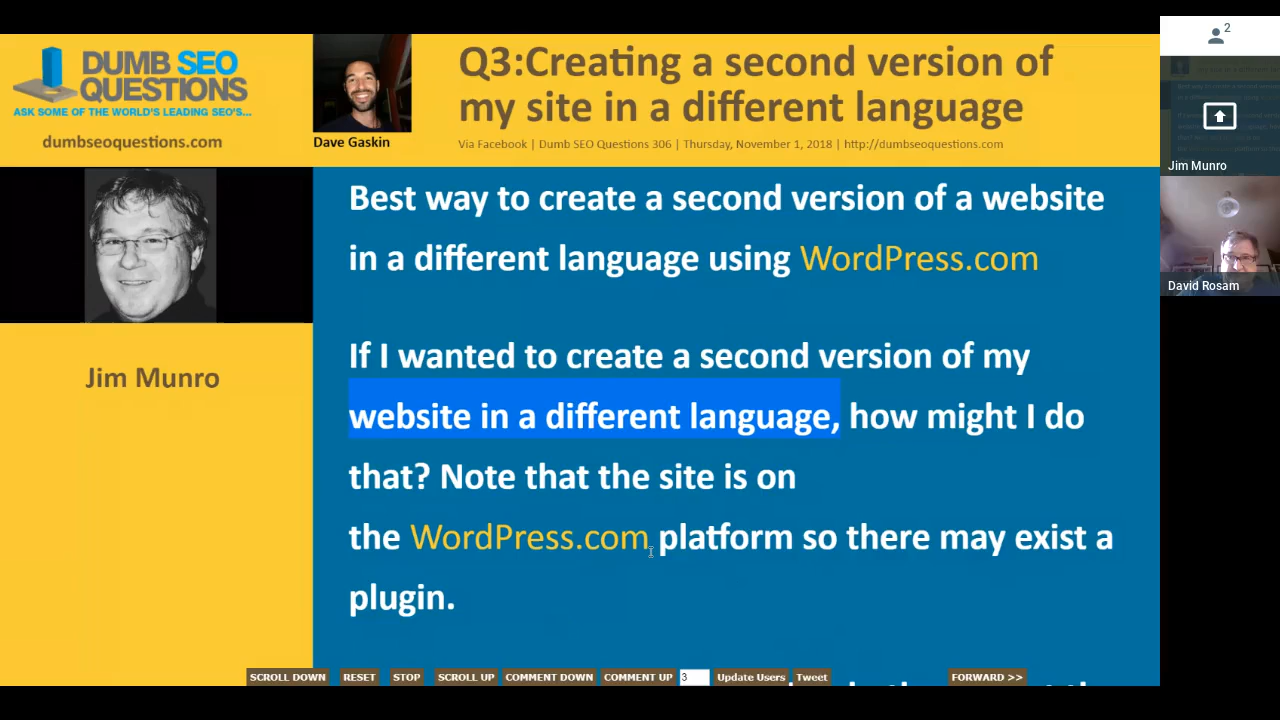 DUMB SEO
QUESTIONS
ASK SOME OF THE WORLD'S LEADING SEO'S...
dumbseoquestions.com
Dave Gaskin
Q3:Creating a second version of
my site in a different language
Via Facebook | Dumb SEO Questions 306 | Thursday, November 1, 2018 | http://dumbseoquestions.com
Jim Munro
Best way to create a second version of a website
in a different language using WordPress.com
If I wanted to create a second version of my
website in a different language, how might I do
that? Note that the site is on
the WordPress.com platform so there may exist a
plugin.
SCROLL DOWN RESET STOP SCROLL UP COMMENT DOWN COMMENT UP 3 Update Users Tweet FORWARD >>
2
Jim Munro
David Rosam